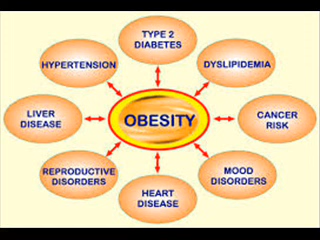 TYPE 2
DIABETES
HYPERTENSION
DYSLIPIDEMIA
LIVER
DISEASE
OBESITY
CANCER
RISK
REPRODUCTIVE
DISORDERS
MOOD
DISORDERS
HEART
DISEASE